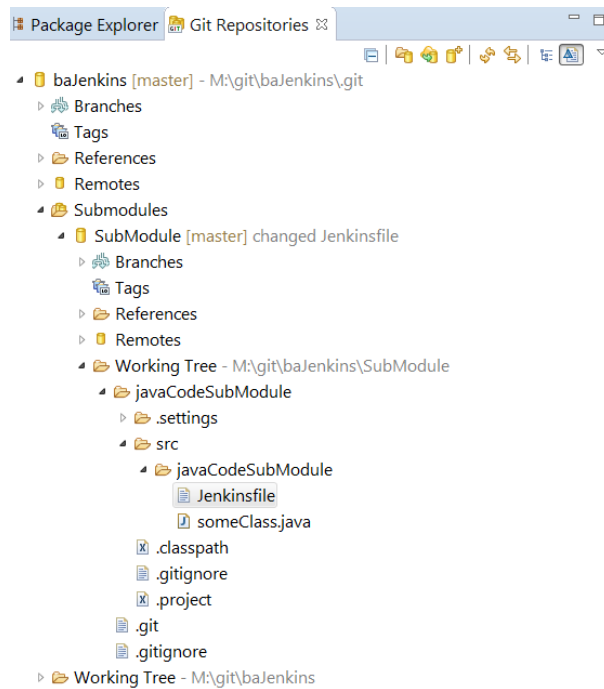 Package Explorer Git Repositories
baJenkins [master] - M:\git\baJenkins\.git
Branches
Tags
References
Remotes
Submodules
SubModule [master] changed Jenkinsfile
Branches
Tags
References
Remotes
Working Tree - M:\git\baJenkins\SubModule
javaCodeSubModule
.settings
src
javaCodeSubModule
Jenkinsfile
someClass.java
.classpath
.gitignore
.project
.git
.gitignore
Working Tree - M:\git\baJenkins